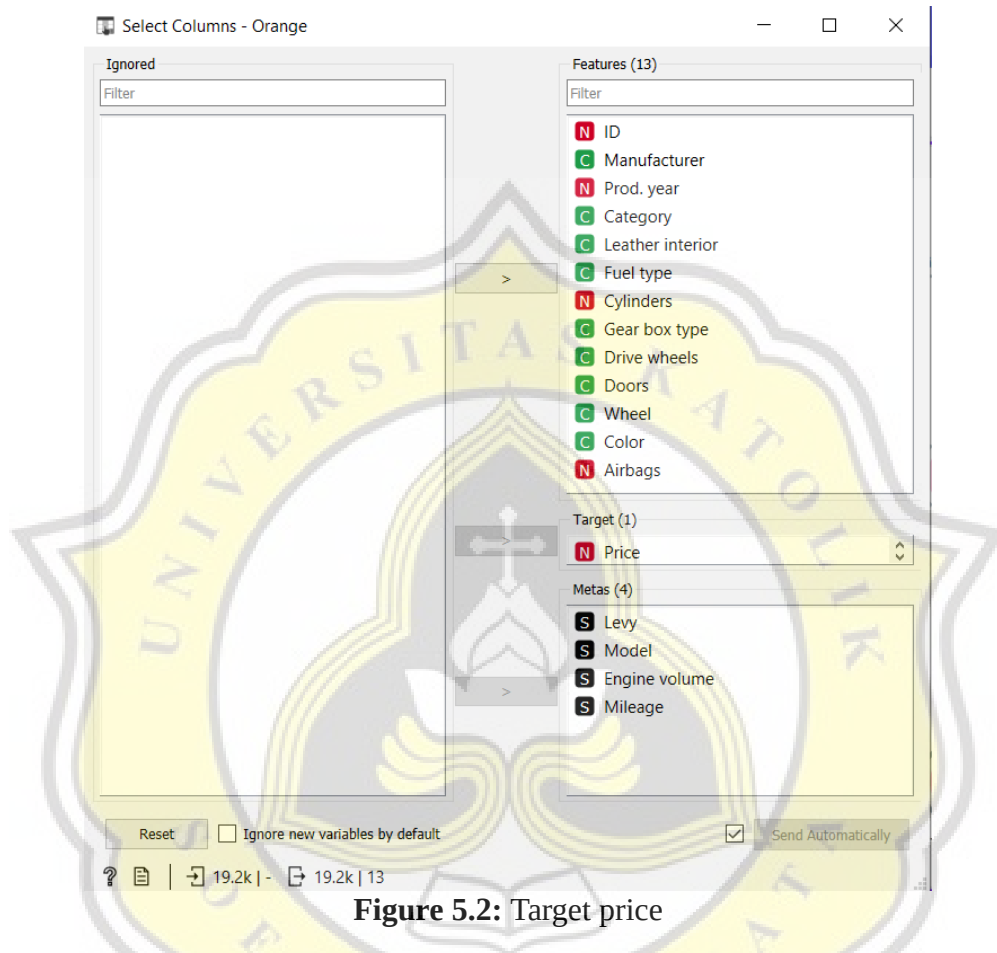 Select Columns - Orange
Ignored
Filter
>
>
>
Features (13)
Filter
N ID
C Manufacturer
N Prod. year
C Category
C Leather interior
C Fuel type
N Cylinders
C Gear box type
C Drive wheels
C Doors
C Wheel
C Color
N Airbags
Target (1)
N Price
Metas (4)
S Levy
S Model
S Engine volume
S Mileage
Reset
Ignore new variables by default
Send Automatically
? 19.2k | - 19.2k | 13
Figure 5.2: Target price
UNIVERSITAS KATOLIK